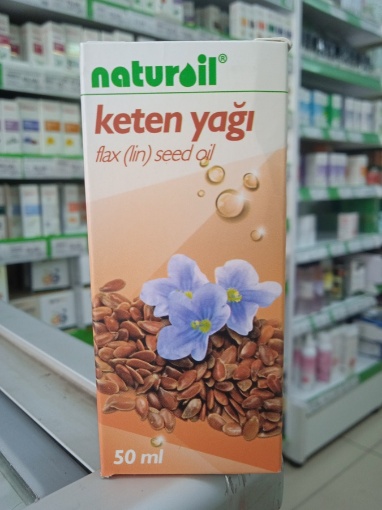 naturoil®
keten yağı
flax (lin) seed oil
50 ml